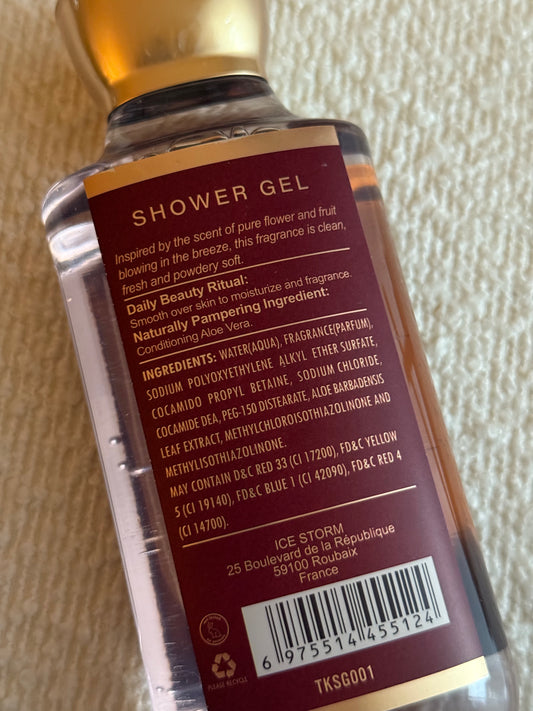 SHOWER GEL
Inspired by the scent of pure flower and fruit
blowing in the breeze, this fragrance is clean,
fresh and powdery soft.
Daily Beauty Ritual:
Smooth over skin to moisturize and fragrance.
Naturally Pampering Ingredient:
Conditioning Aloe Vera.
INGREDIENTS: WATER(AQUA), FRAGRANCE(PARFUM),
SODIUM POLYOXYETHYLENE ALKYL ETHER SURFATE,
COCAMIDO PROPYL BETAINE, SODIUM CHLORIDE,
COCAMIDE DEA, PEG-150 DISTEARATE, ALOE BARBADENSIS
LEAF EXTRACT, METHYLCHLOROISOTHIAZOLINONE AND
METHYLISOTHIAZOLINONE.
MAY CONTAIN D&C RED 33 (CI 17200), FD&C YELLOW
5 (CI 19140), FD&C BLUE 1 (CI 42090), FD&C RED 4
(CI 14700).
ICE STORM
25 Boulevard de la République
59100 Roubaix
France
6 975514 455124
PLEASE RECYCLE
TKSG001